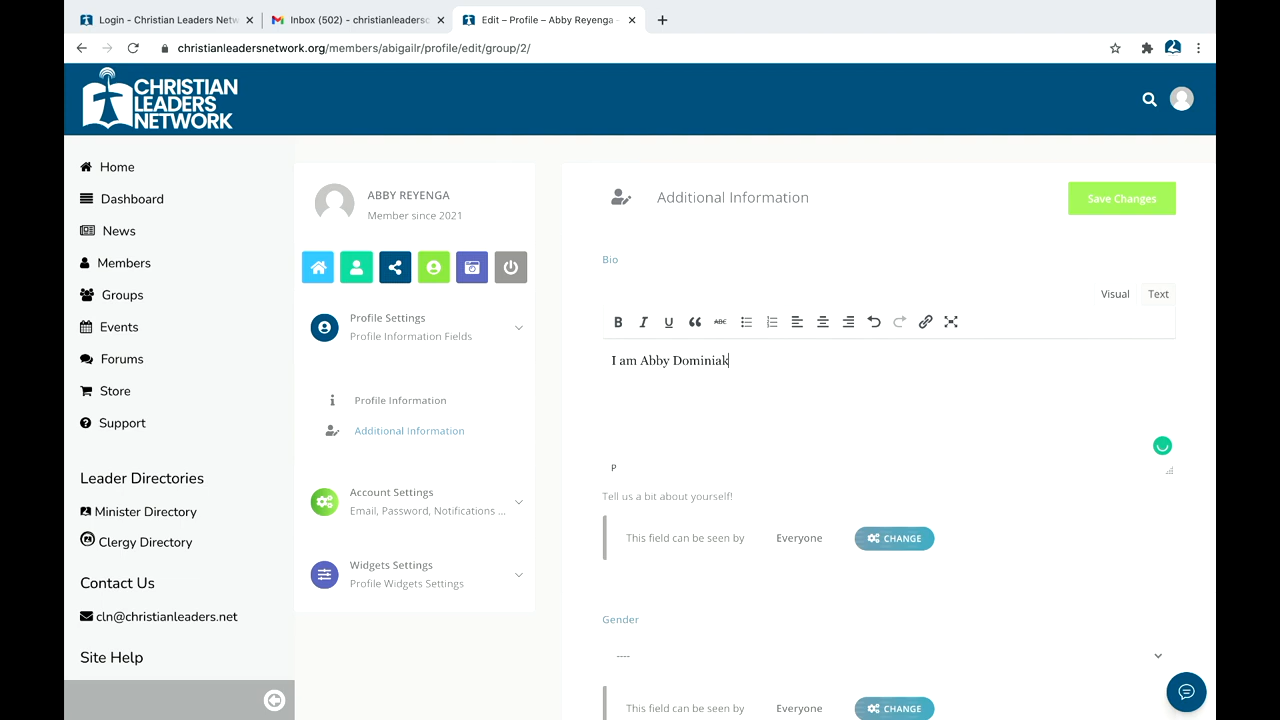 Login - Christian Leaders Netw
Inbox (502) - christianleadersc
Edit – Profile – Abby Reyenga -
christianleadersnetwork.org/members/abigailr/profile/edit/group/2/
CHRISTIAN
LEADERS
NETWORK
Home
Dashboard
News
Members
Groups
Events
Forums
Store
Support
Leader Directories
Minister Directory
Clergy Directory
Contact Us
cln@christianleaders.net
Site Help
ABBY REYENGA
Member since 2021
Profile Settings
Profile Information Fields
Profile Information
Additional Information
Account Settings
Email, Password, Notifications ...
Widgets Settings
Profile Widgets Settings
Additional Information
Save Changes
Bio
Visual Text
B I U ABC
I am Abby Dominiak
P
Tell us a bit about yourself!
This field can be seen by Everyone CHANGE
Gender
----
This field can be seen by Everyone CHANGE